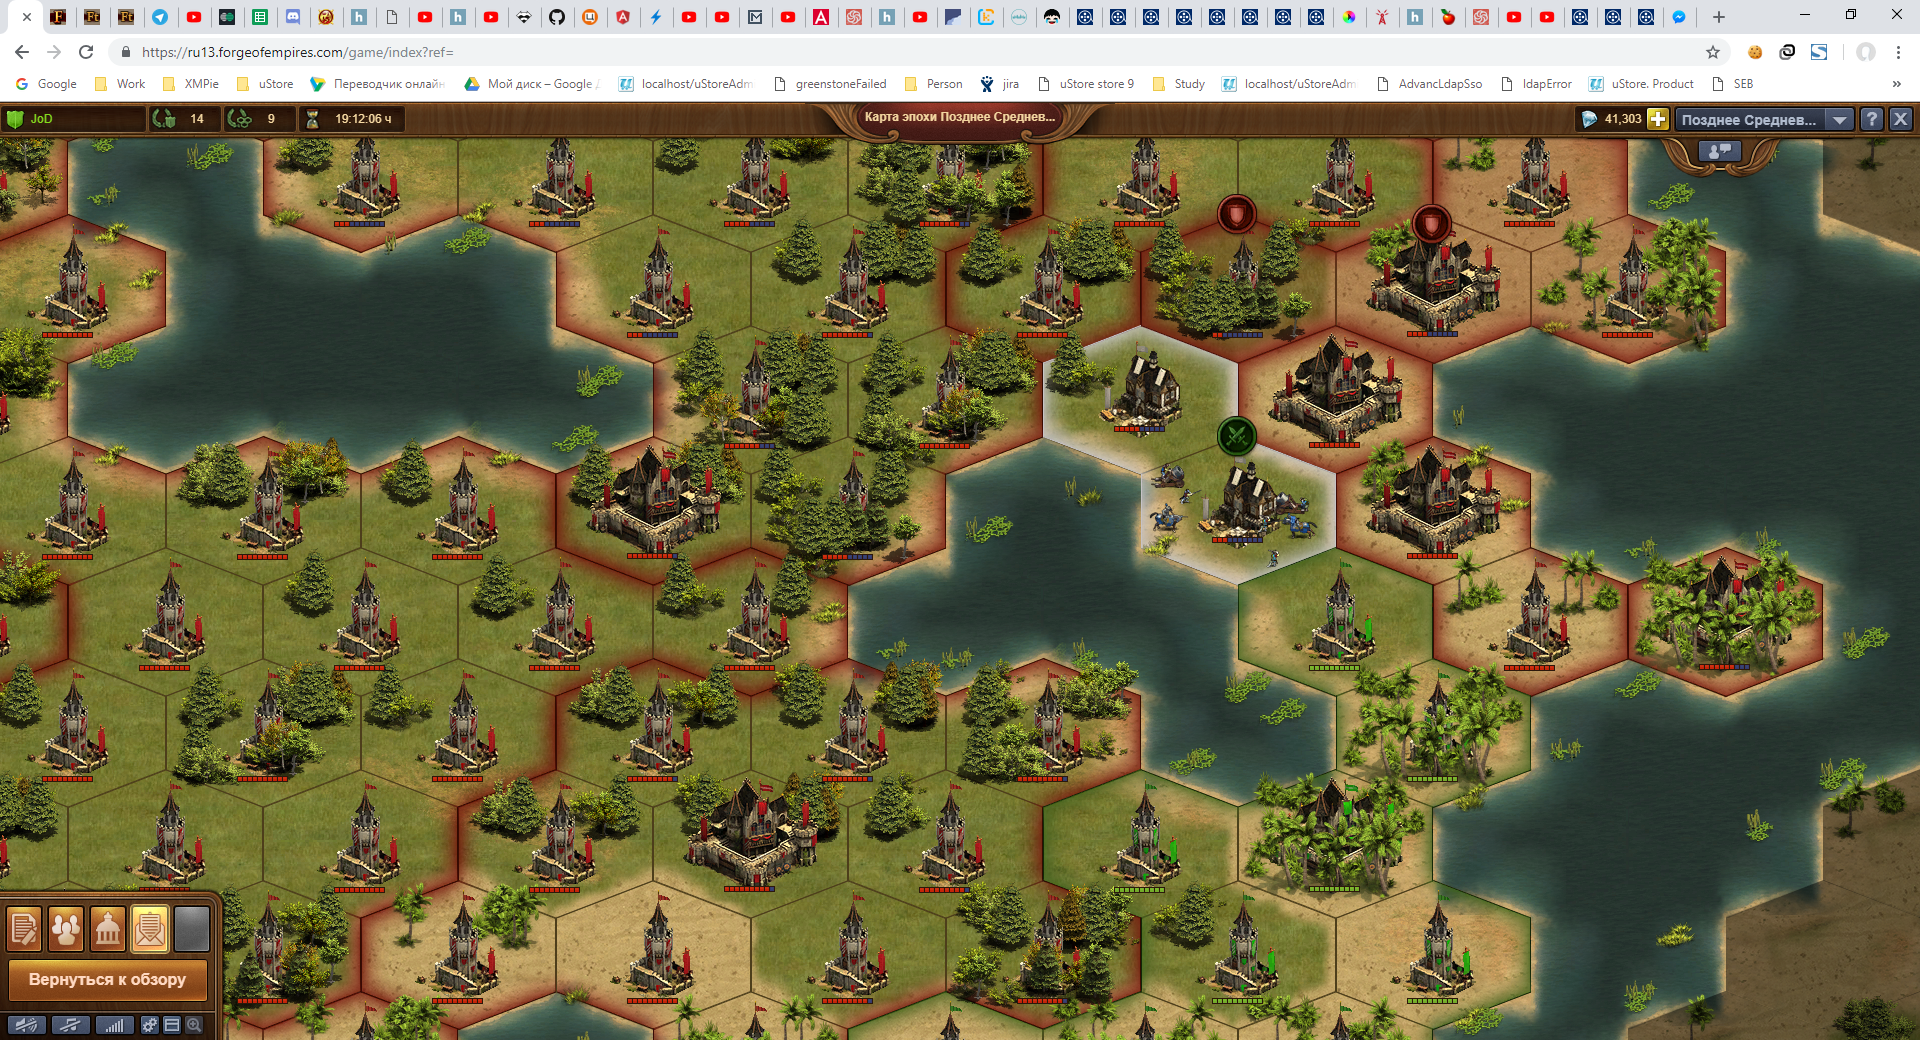 https://ru13.forgeofempires.com/game/index?ref=
Google
Work
XMPie
uStore
Переводчик онлайн
Мой диск – Google
localhost/uStoreAdm
greenstoneFailed
Person
jira
uStore store 9
Study
localhost/uStoreAdm
AdvancLdapSso
ldapError
uStore. Product
SEB
»
JoD
14
9
19:12:06 ч
Карта эпохи Позднее Среднев...
41,303
Позднее Среднев...
?
Вернуться к обзору